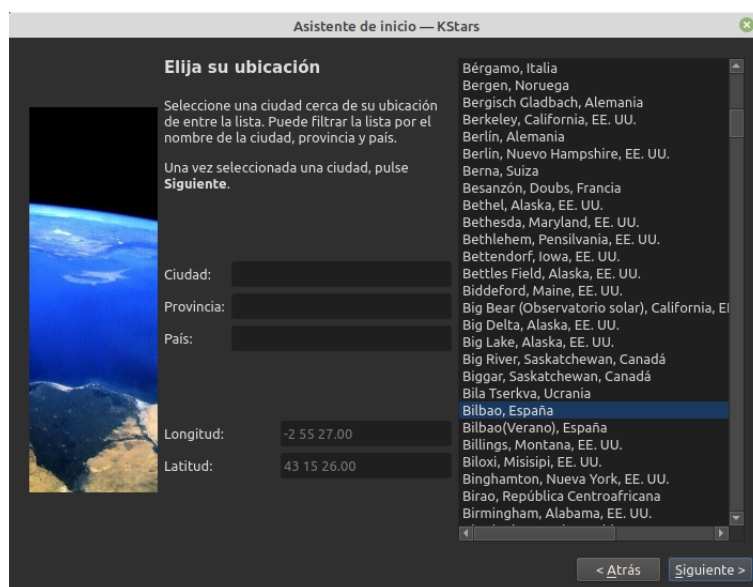 Asistente de inicio — KStars
Elija su ubicación
Seleccione una ciudad cerca de su ubicación
de entre la lista. Puede filtrar la lista por el
nombre de la ciudad, provincia y país.
Una vez seleccionada una ciudad, pulse
Siguiente.
Ciudad:
Provincia:
País:
Longitud:
-2 55 27.00
Latitud:
43 15 26.00
Bérgamo, Italia
Bergen, Noruega
Bergisch Gladbach, Alemania
Berkeley, California, EE. UU.
Berlín, Alemania
Berlin, Nuevo Hampshire, EE. UU.
Berna, Suiza
Besanzón, Doubs, Francia
Bethel, Alaska, EE. UU.
Bethesda, Maryland, EE. UU.
Bethlehem, Pensilvania, EE. UU.
Bettendorf, Iowa, EE. UU.
Bettles Field, Alaska, EE. UU.
Biddeford, Maine, EE. UU.
Big Bear (Observatorio solar), California, E
Big Delta, Alaska, EE. UU.
Big Lake, Alaska, EE. UU.
Big River, Saskatchewan, Canadá
Biggar, Saskatchewan, Canadá
Bila Tserkva, Ucrania
Bilbao, España
Bilbao(Verano), España
Billings, Montana, EE. UU.
Biloxi, Misisipi, EE. UU.
Binghamton, Nueva York, EE. UU.
Birao, República Centroafricana
Birmingham, Alabama, EE. UU.
< Atrás
Siguiente >